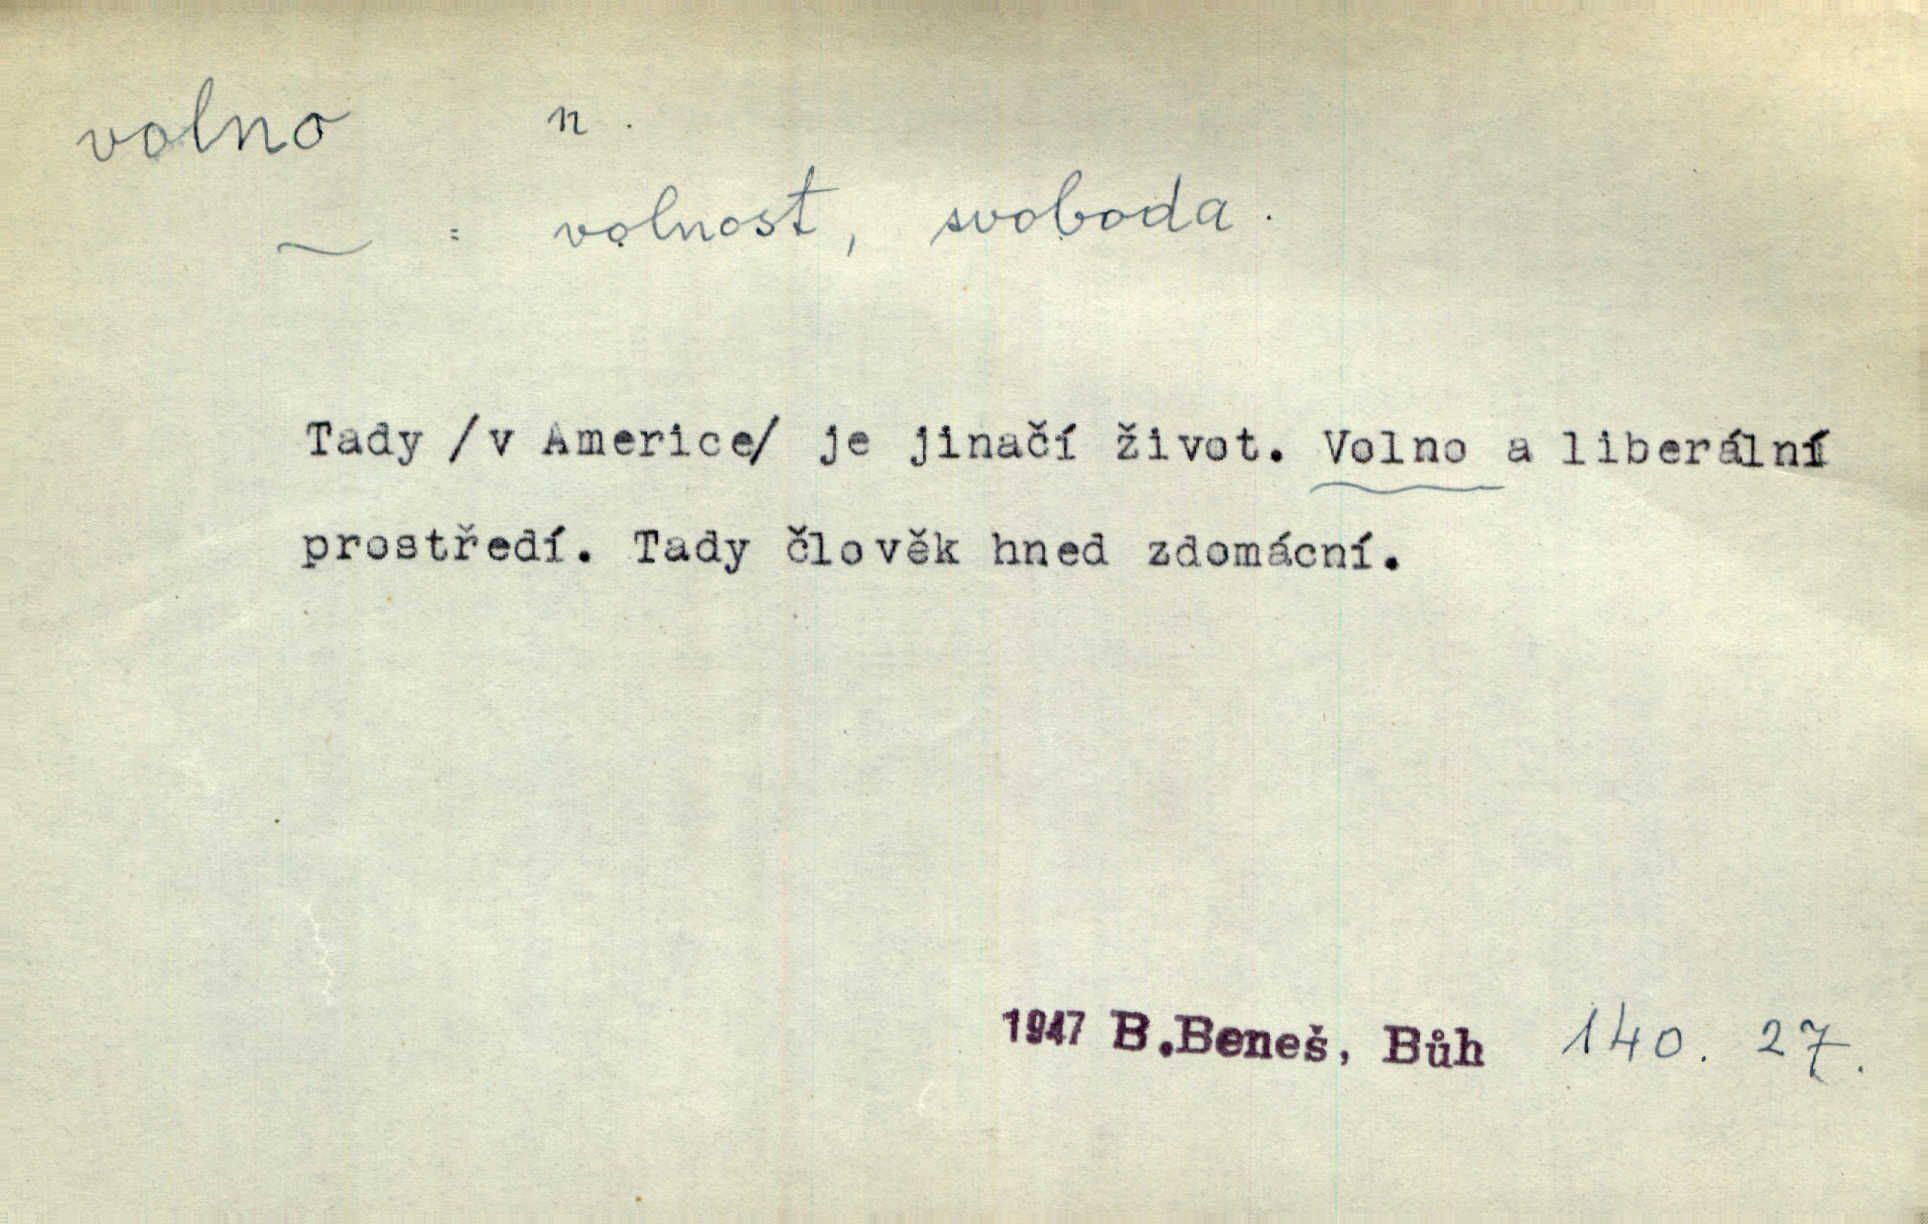 volno n.
~ = volnost, svoboda.
Tady /v Americe/ je jinačí život. Volno a liberální
prostředí. Tady člověk hned zdomácní.
1947 B.Beneš, Bůh 140. 27.